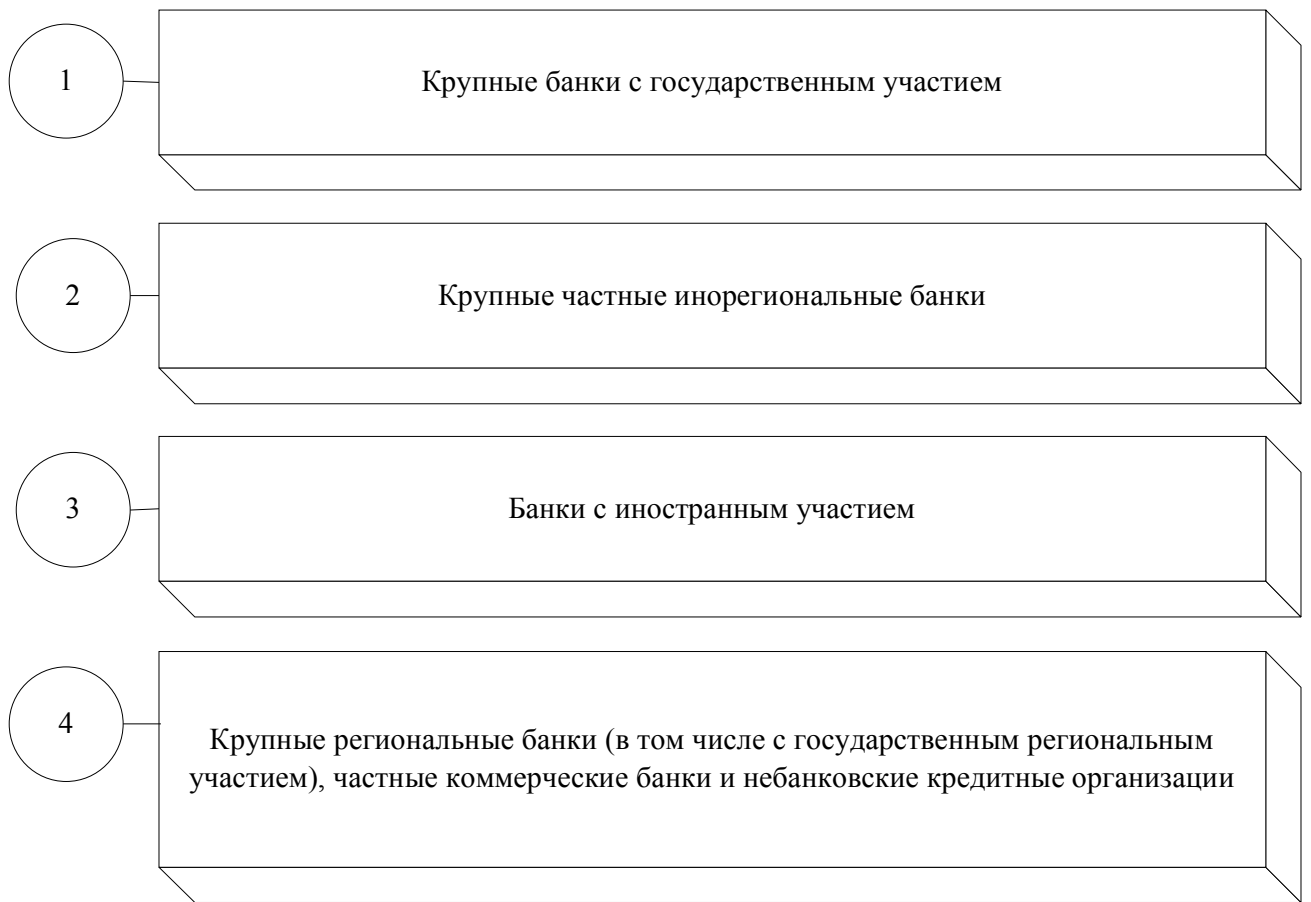 1
Крупные банки с государственным участием
2
Крупные частные инорегиональные банки
3
Банки с иностранным участием
4
Крупные региональные банки (в том числе с государственным региональным
участием), частные коммерческие банки и небанковские кредитные организации